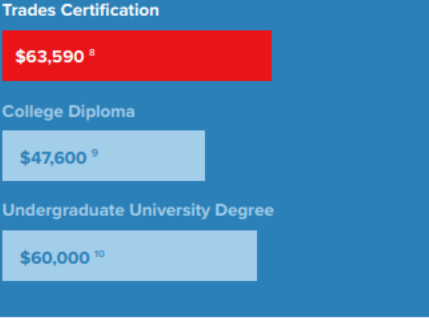 Trades Certification
$63,590 8
College Diploma
$47,600 9
Undergraduate University Degree
$60,000 10